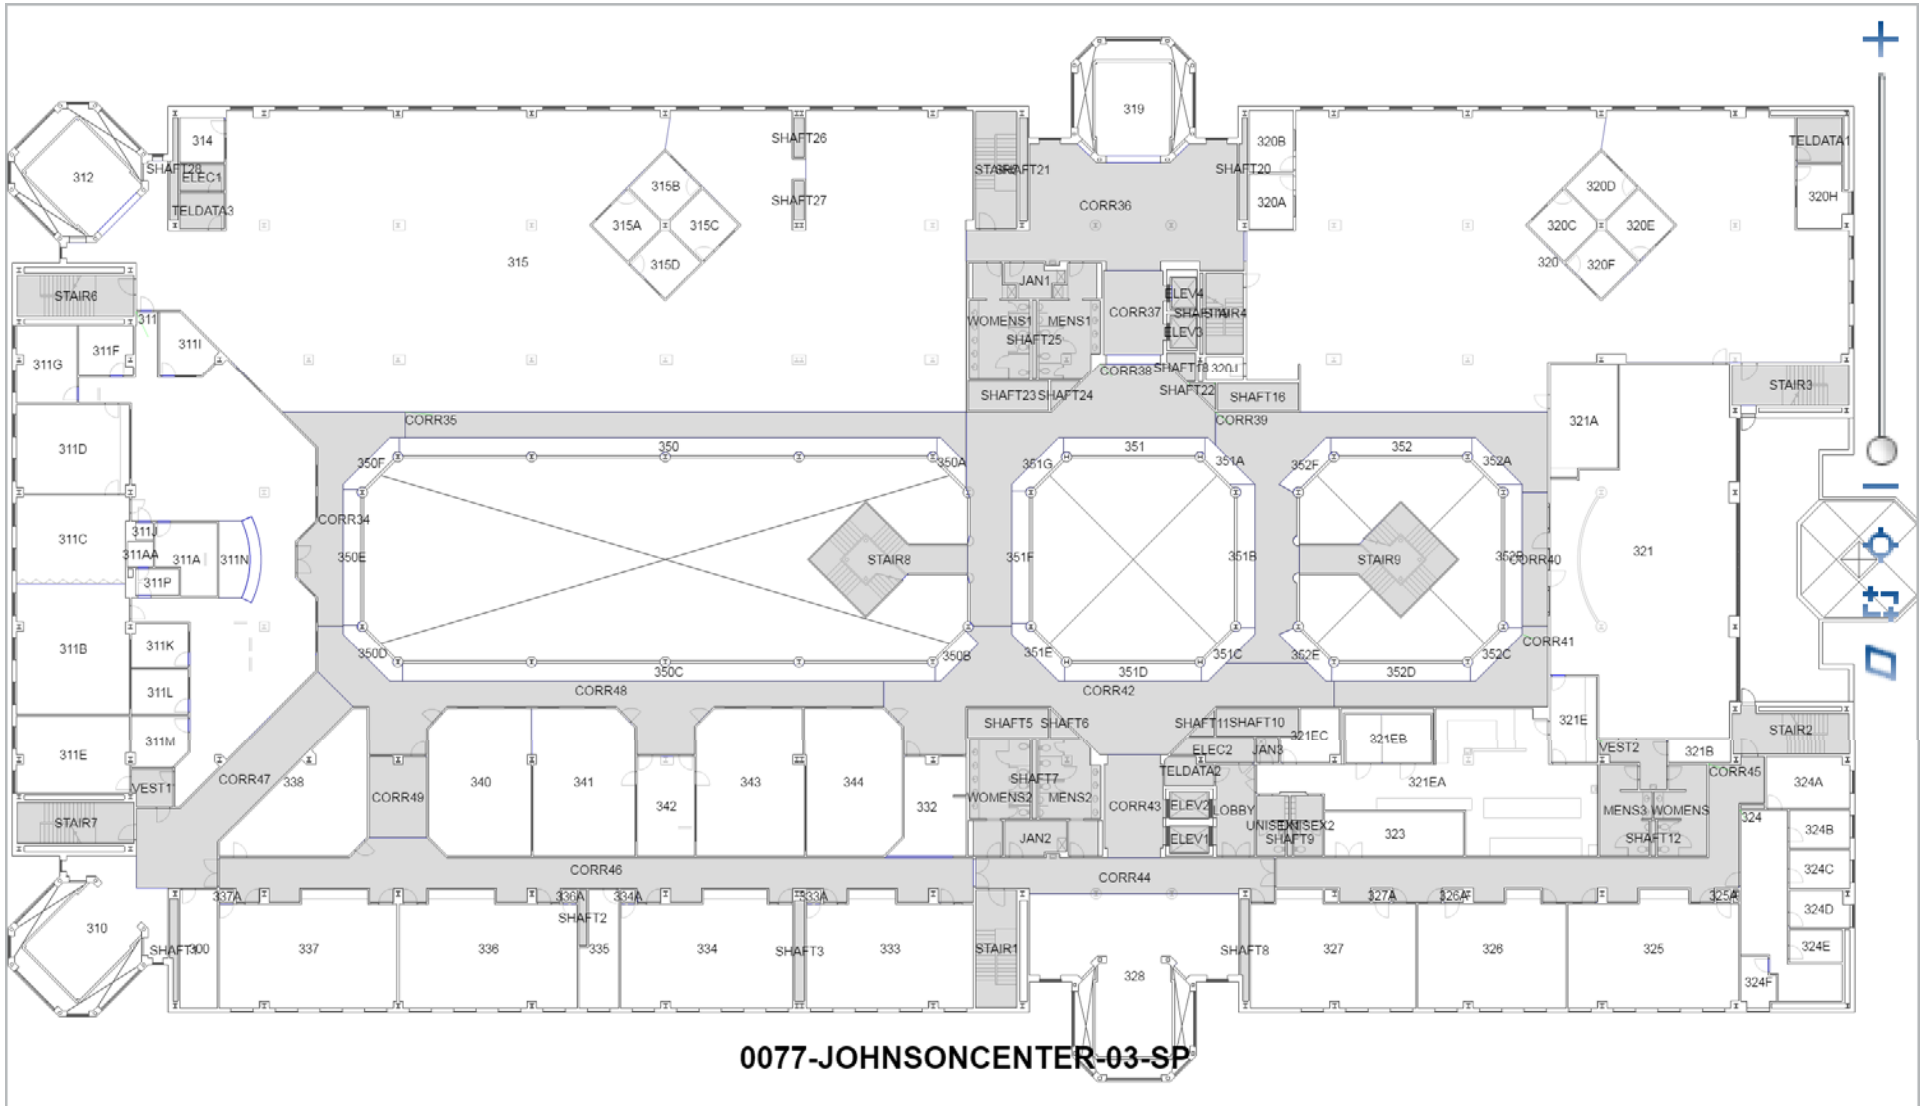 319
SHAFT26
314
SHAFT28
ELEC1
312
TELDATA3
SHAFT27
315B
315A
315C
315D
315
SHAFT21
CORR36
SHAFT20
320B
320A
TELDATA1
320H
320D
320C
320E
320F
320
STAIR6
311
311I
311F
311G
JAN1
WOMENS1
MENS1
SHAFT25
CORR37
ELEV4
STAIR4
ELEV3
CORR38
SHAFT18
320J
SHAFT22
SHAFT23
SHAFT24
SHAFT16
STAIR3
CORR35
CORR39
321A
311D
350
350F
350A
351
351G
351A
352
352F
352A
CORR34
311C
311J
311AA
311A
311N
311P
350E
STAIR8
351F
351B
STAIR9
352B
CORR40
321
311B
311K
311L
311M
311E
350D
350C
350B
351E
351D
351C
352E
352D
352C
CORR41
CORR48
CORR42
SHAFT5
SHAFT6
SHAFT11
SHAFT10
321EC
321EB
321E
STAIR2
ELEC2
JAN3
VEST2
321B
CORR47
338
VEST1
STAIR7
CORR49
340
341
342
343
344
332
SHAFT7
WOMENS2
MENS2
JAN2
CORR43
TELDATA2
ELEV2
ELEV1
LOBBY
UNISEX1
UNISEX2
SHAFT9
321EA
323
MENS3
WOMENS
SHAFT12
CORR45
324A
324
324B
324C
324D
324E
324F
CORR46
CORR44
337A
336A
334A
333A
327A
326A
325A
310
SHAFT1
300
337
336
SHAFT2
335
334
SHAFT3
333
STAIR1
328
SHAFT8
327
326
325
0077-JOHNSONCENTER-03-SP